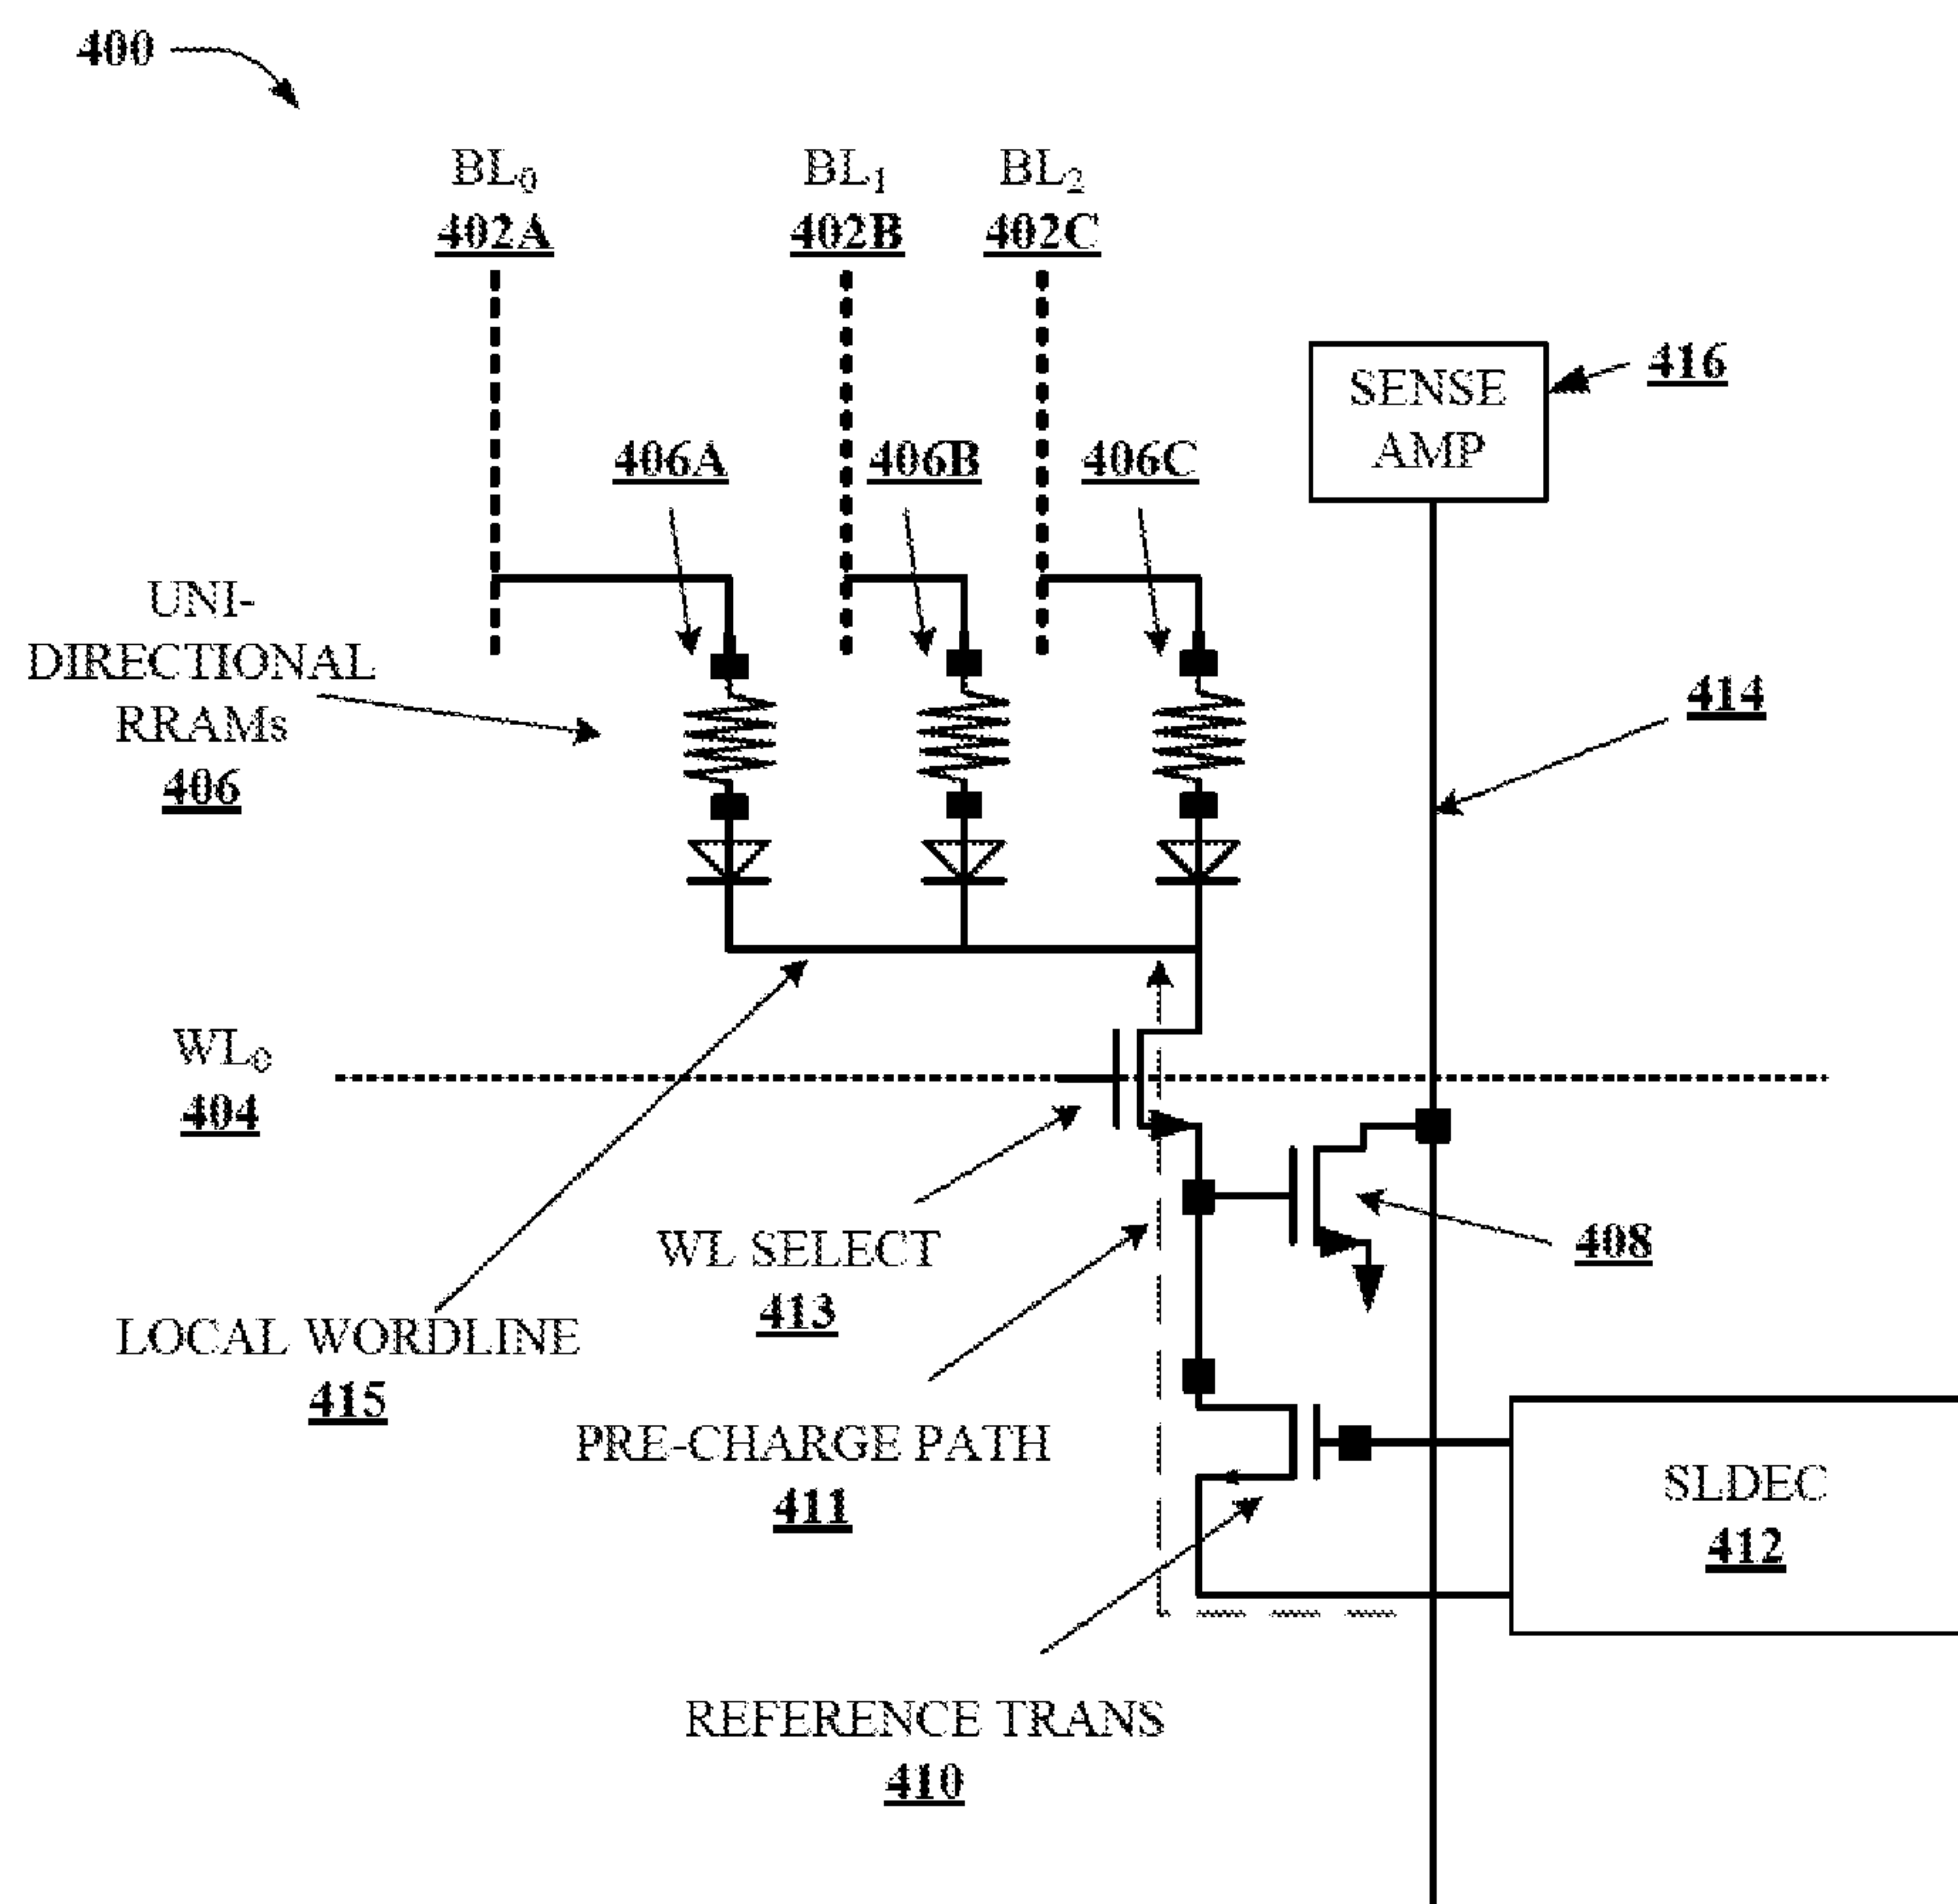 400
BL0
402A
BL1
402B
BL2
402C
SENSE
AMP
416
406A
406B
406C
UNI-
DIRECTIONAL
RRAMs
406
414
WL0
404
WL SELECT
413
408
LOCAL WORDLINE
415
PRE-CHARGE PATH
411
SLDEC
412
REFERENCE TRANS
410